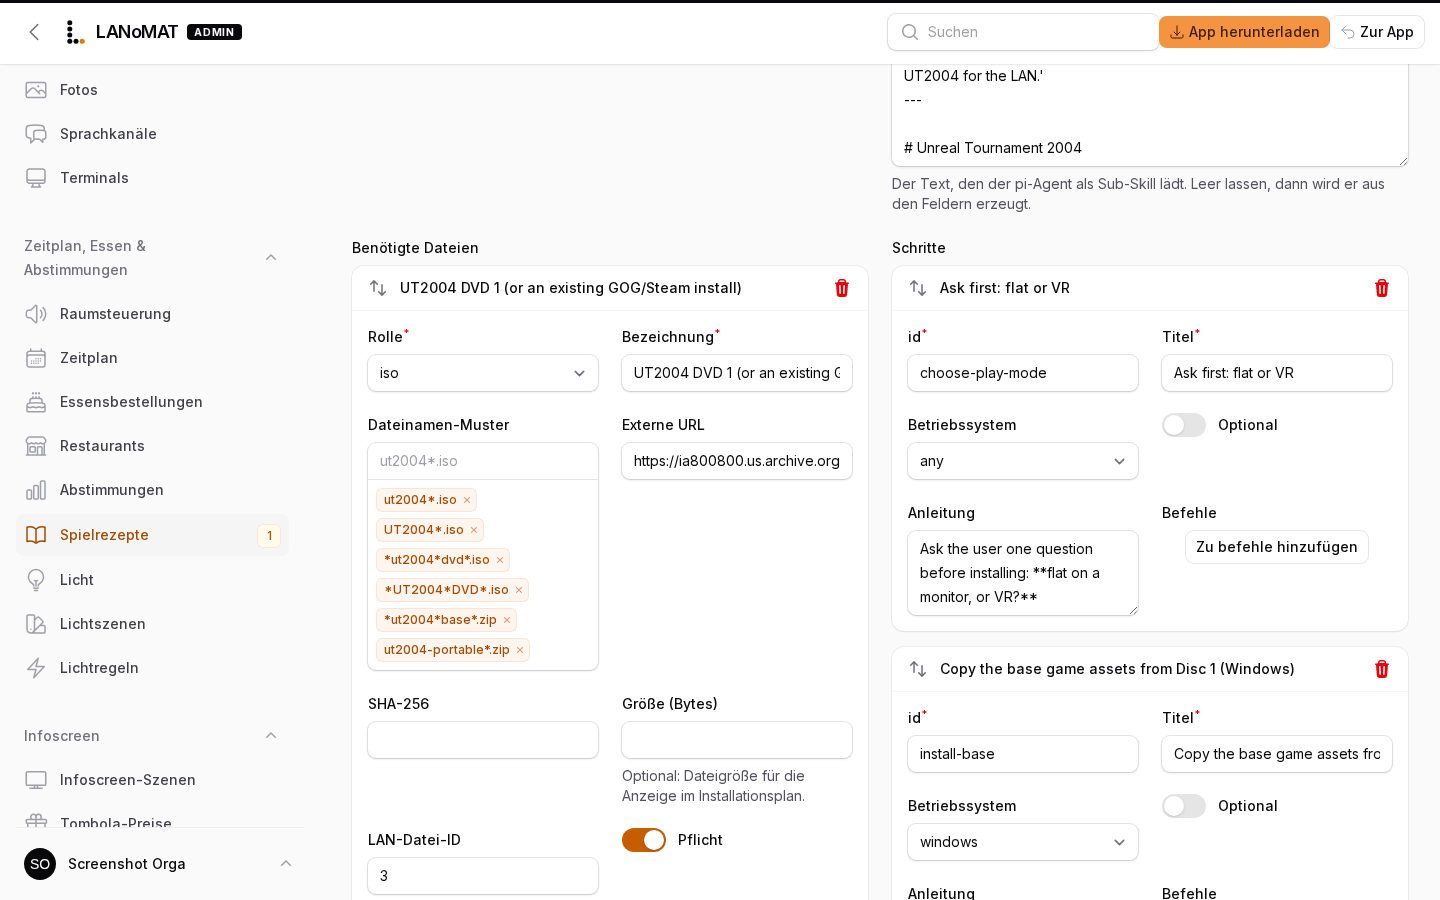 LANoMAT ADMIN
Suchen
App herunterladen
Zur App
Fotos
Sprachkanäle
Terminals
Zeitplan, Essen &
Abstimmungen
Raumsteuerung
Zeitplan
Essensbestellungen
Restaurants
Abstimmungen
Spielrezepte 1
Licht
Lichtszenen
Lichtregeln
Infoscreen
Infoscreen-Szenen
Tombola-Preise
SO Screenshot Orga
UT2004 for the LAN.'
---
# Unreal Tournament 2004
Der Text, den der pi-Agent als Sub-Skill lädt. Leer lassen, dann wird er aus
den Feldern erzeugt.
Benötigte Dateien
UT2004 DVD 1 (or an existing GOG/Steam install)
Rolle*
iso
Bezeichnung*
UT2004 DVD 1 (or an existing G
Dateinamen-Muster
ut2004*.iso
ut2004*.iso ×
UT2004*.iso ×
*ut2004*dvd*.iso ×
*UT2004*DVD*.iso ×
*ut2004*base*.zip ×
ut2004-portable*.zip ×
Externe URL
https://ia800800.us.archive.org
SHA-256
Größe (Bytes)
Optional: Dateigröße für die
Anzeige im Installationsplan.
LAN-Datei-ID
3
Pflicht
Schritte
Ask first: flat or VR
id*
choose-play-mode
Titel*
Ask first: flat or VR
Betriebssystem
any
Optional
Anleitung
Ask the user one question
before installing: **flat on a
monitor, or VR?**
Befehle
Zu befehle hinzufügen
Copy the base game assets from Disc 1 (Windows)
id*
install-base
Titel*
Copy the base game assets fro
Betriebssystem
windows
Optional
Anleitung
Befehle